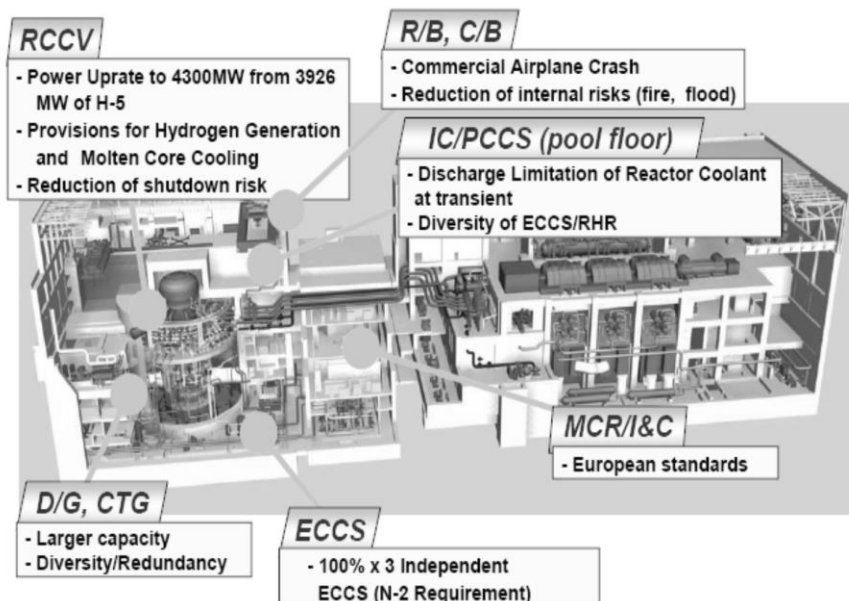 RCCV
- Power Uprate to 4300MW from 3926
MW of H-5
- Provisions for Hydrogen Generation
and Molten Core Cooling
- Reduction of shutdown risk
R/B, C/B
- Commercial Airplane Crash
- Reduction of internal risks (fire, flood)
IC/PCCS (pool floor)
- Discharge Limitation of Reactor Coolant
at transient
- Diversity of ECCS/RHR
MCR/I&C
- European standards
D/G, CTG
- Larger capacity
- Diversity/Redundancy
ECCS
- 100% x 3 Independent
ECCS (N-2 Requirement)